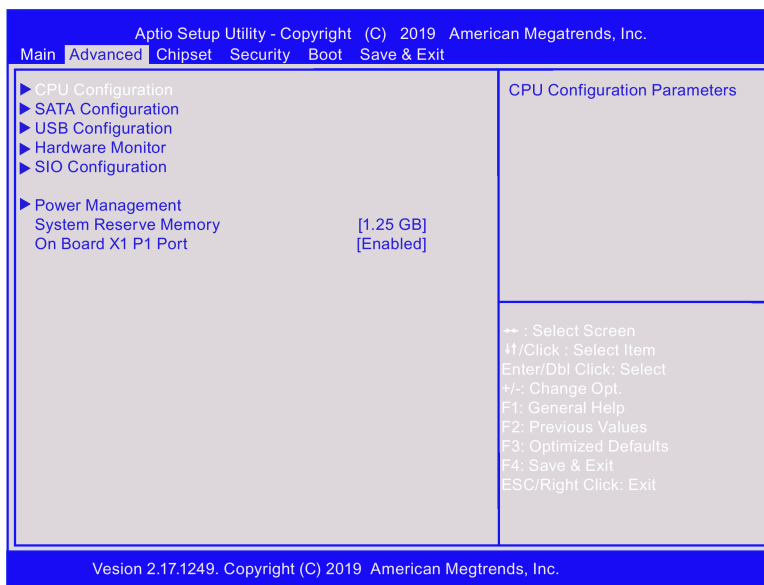 Aptio Setup Utility - Copyright (C) 2019 American Megatrends, Inc.
Main Advanced Chipset Security Boot Save & Exit
▶ CPU Configuration
▶ SATA Configuration
▶ USB Configuration
▶ Hardware Monitor
▶ SIO Configuration
▶ Power Management
System Reserve Memory [1.25 GB]
On Board X1 P1 Port [Enabled]
CPU Configuration Parameters
→← : Select Screen
↓↑/Click : Select Item
Enter/Dbl Click: Select
+/-: Change Opt.
F1: General Help
F2: Previous Values
F3: Optimized Defaults
F4: Save & Exit
ESC/Right Click: Exit
Vesion 2.17.1249. Copyright (C) 2019 American Megtrends, Inc.